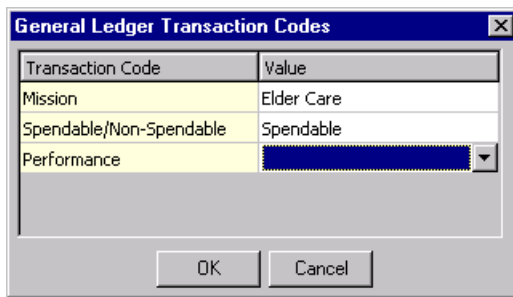 General Ledger Transaction Codes
Transaction Code Value
Mission Elder Care
Spendable/Non-Spendable Spendable
Performance
OK Cancel